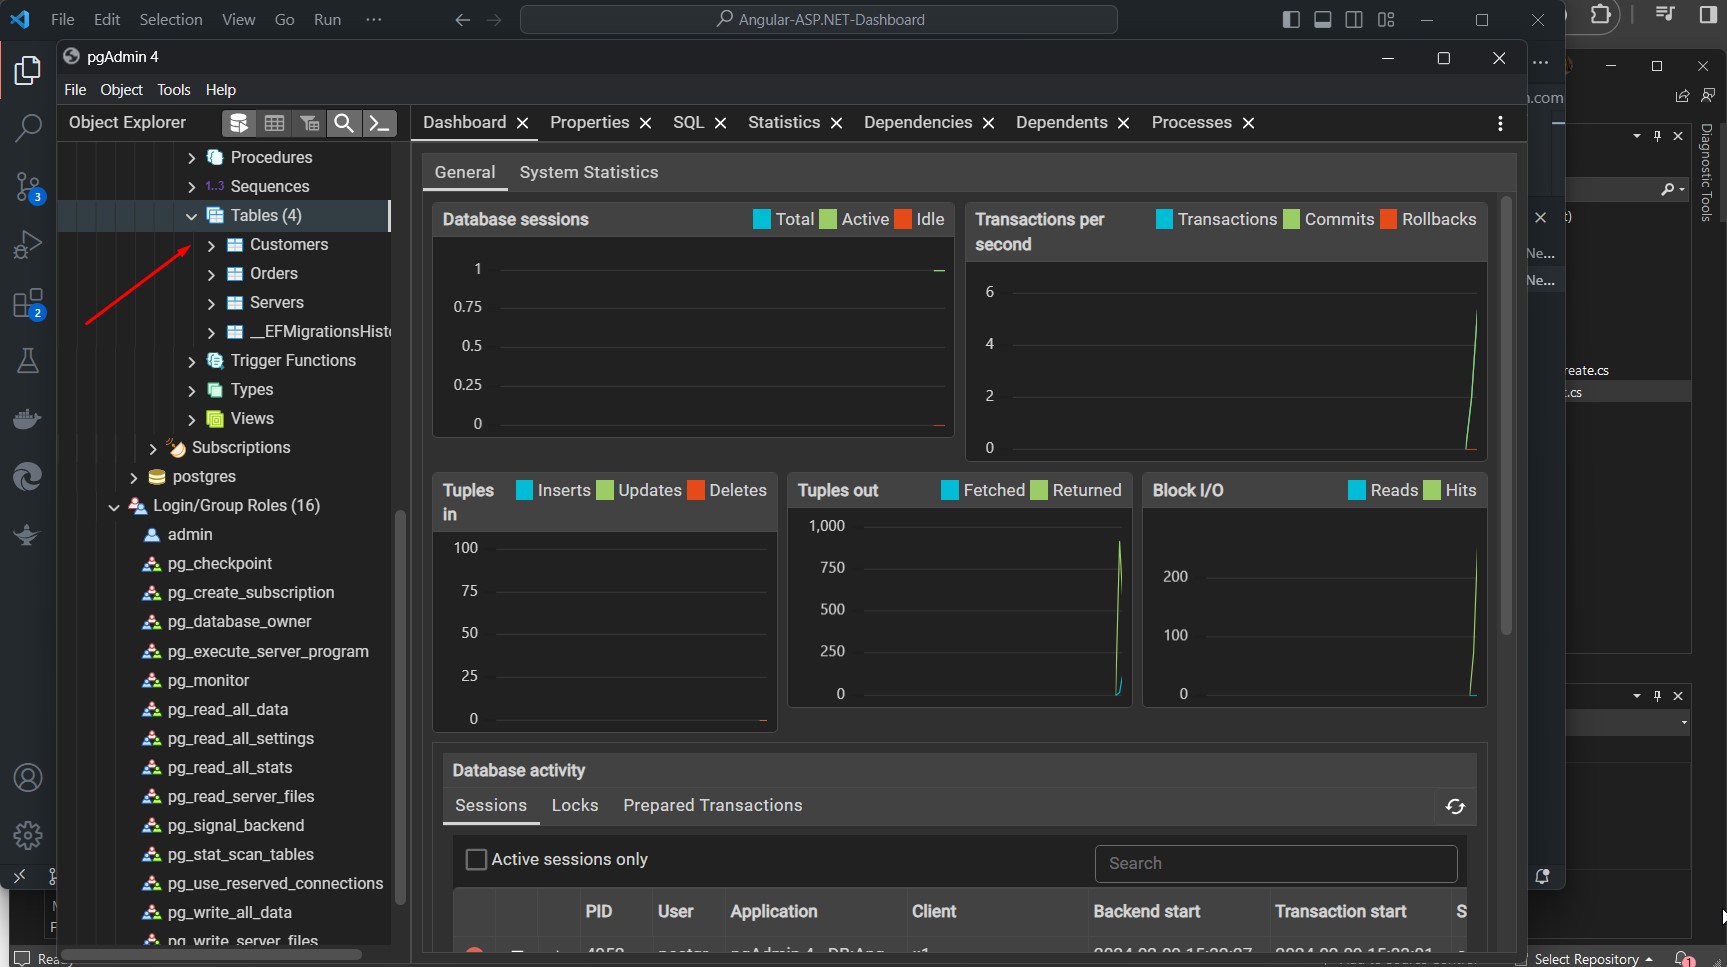 File Edit Selection View Go Run ··· Angular-ASP.NET-Dashboard
pgAdmin 4
File Object Tools Help
Object Explorer
Dashboard Properties SQL Statistics Dependencies Dependents Processes
Procedures
1..3 Sequences
Tables (4)
Customers
Orders
Servers
__EFMigrationsHist
Trigger Functions
Types
Views
Subscriptions
postgres
Login/Group Roles (16)
admin
pg_checkpoint
pg_create_subscription
pg_database_owner
pg_execute_server_program
pg_monitor
pg_read_all_data
pg_read_all_settings
pg_read_all_stats
pg_read_server_files
pg_signal_backend
pg_stat_scan_tables
pg_use_reserved_connections
pg_write_all_data
pg_write_server_files
3
2
General System Statistics
Database sessions Total Active Idle
1
0.75
0.5
0.25
0
Transactions per second Transactions Commits Rollbacks
6
4
2
0
Tuples in Inserts Updates Deletes
100
75
50
25
0
Tuples out Fetched Returned
1,000
750
500
250
0
Block I/O Reads Hits
200
100
0
Database activity
Sessions Locks Prepared Transactions
Active sessions only Search
PID User Application Client Backend start Transaction start S
.com
Diagnostic Tools
Ne...
Ne...
reate.cs
.cs
Select Repository
1